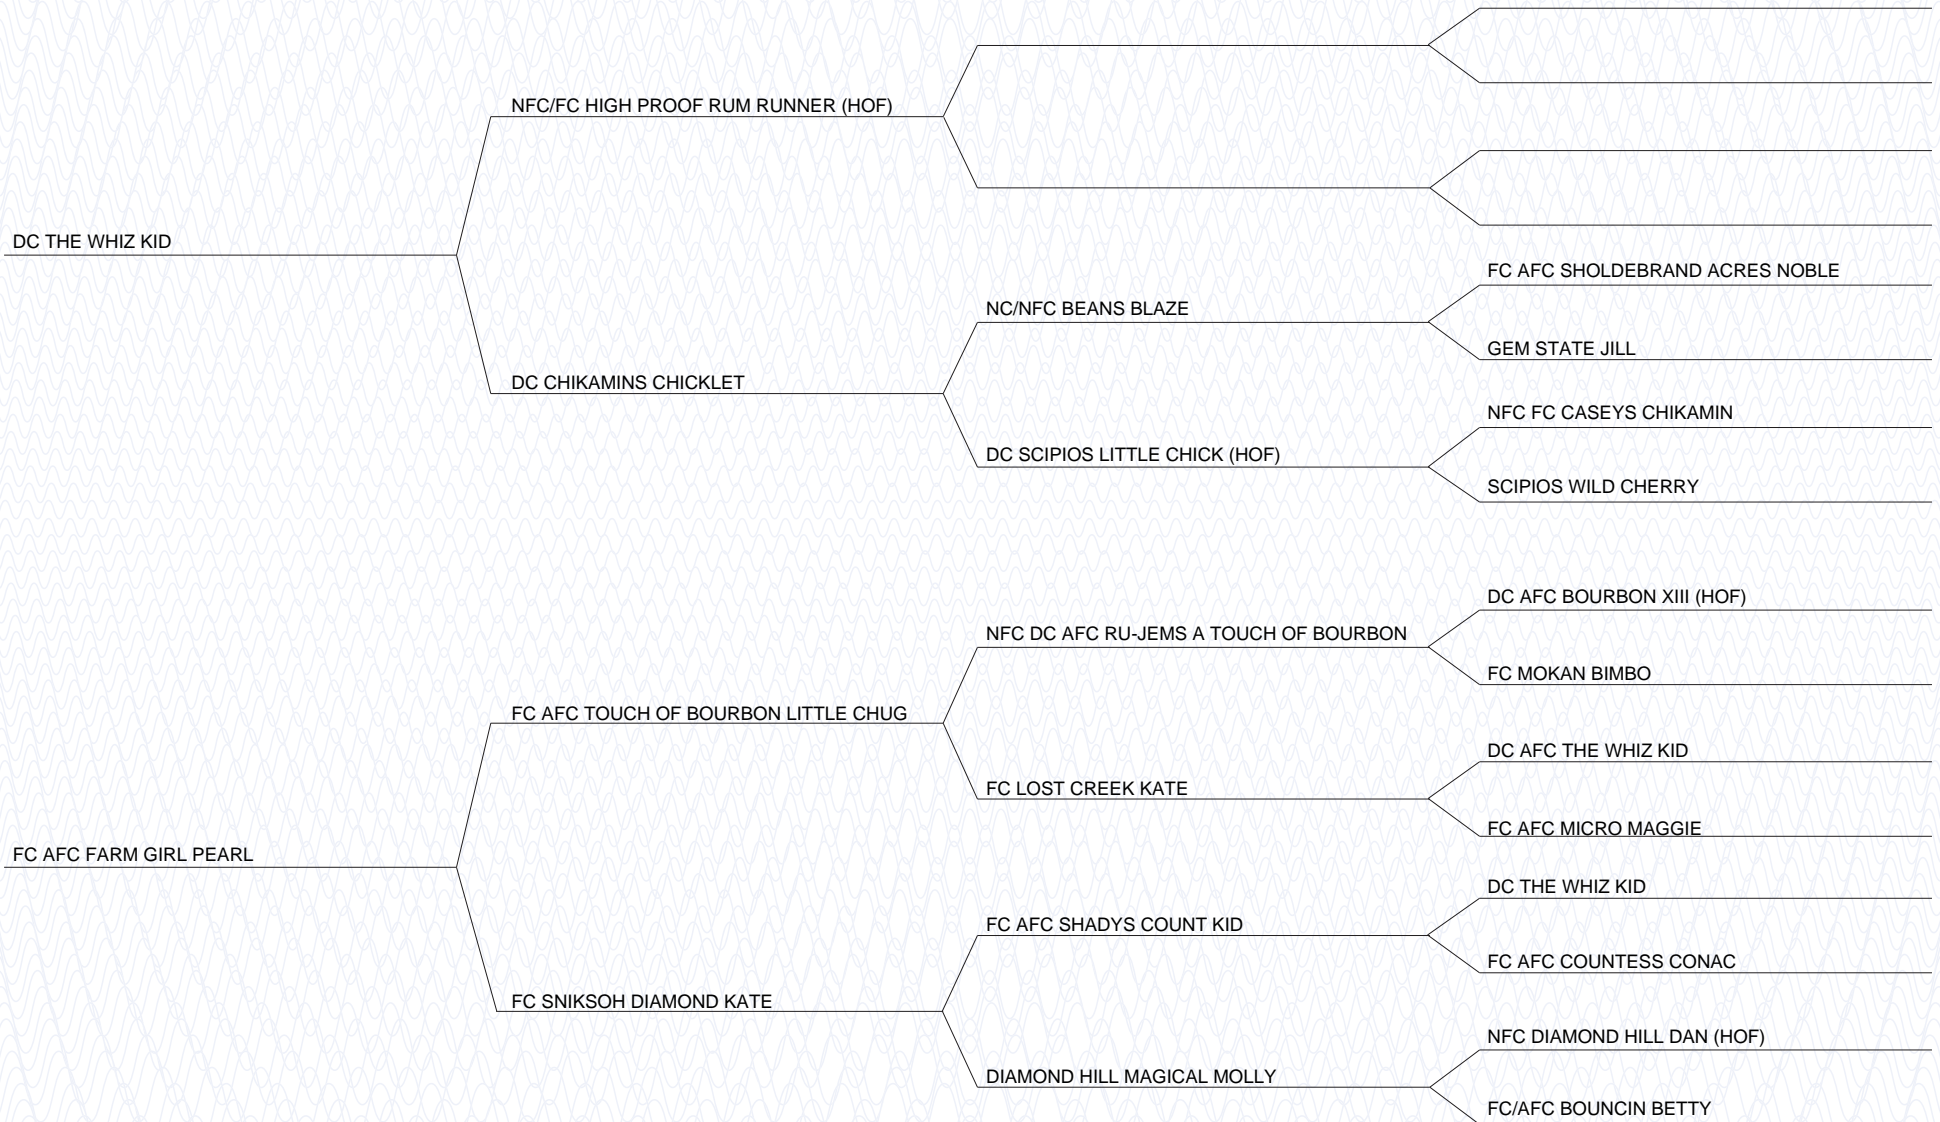 NFC/FC HIGH PROOF RUM RUNNER (HOF)
DC THE WHIZ KID
FC AFC SHOLDEBRAND ACRES NOBLE
NC/NFC BEANS BLAZE
GEM STATE JILL
DC CHIKAMINS CHICKLET
NFC FC CASEYS CHIKAMIN
DC SCIPIOS LITTLE CHICK (HOF)
SCIPIOS WILD CHERRY
DC AFC BOURBON XIII (HOF)
NFC DC AFC RU-JEMS A TOUCH OF BOURBON
FC MOKAN BIMBO
FC AFC TOUCH OF BOURBON LITTLE CHUG
DC AFC THE WHIZ KID
FC LOST CREEK KATE
FC AFC MICRO MAGGIE
FC AFC FARM GIRL PEARL
DC THE WHIZ KID
FC AFC SHADYS COUNT KID
FC AFC COUNTESS CONAC
FC SNIKSOH DIAMOND KATE
NFC DIAMOND HILL DAN (HOF)
DIAMOND HILL MAGICAL MOLLY
FC/AFC BOUNCIN BETTY